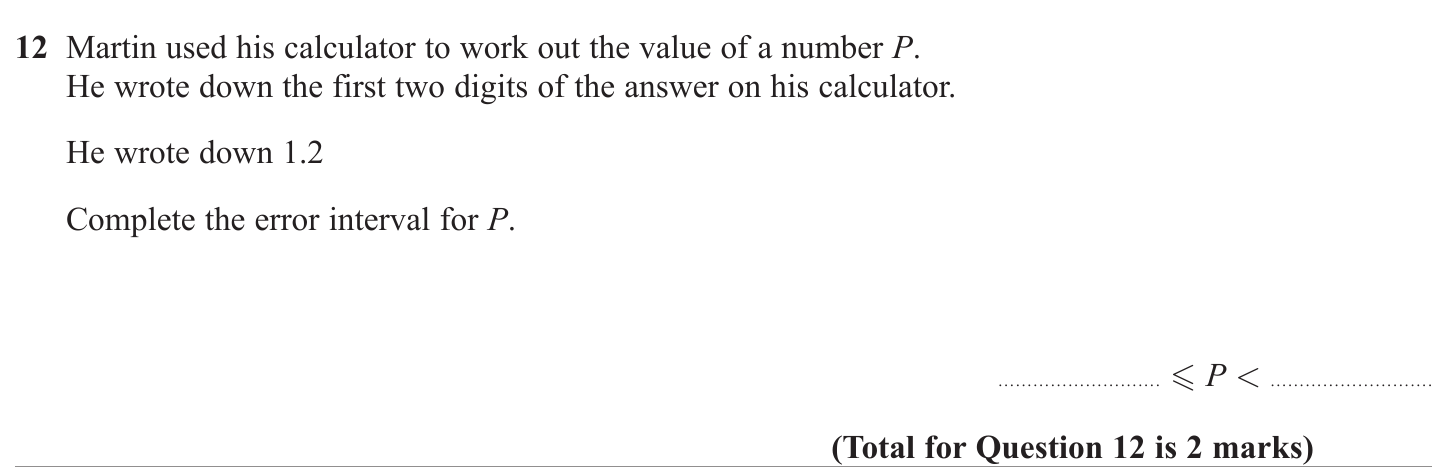 12 Martin used his calculator to work out the value of a number P.
He wrote down the first two digits of the answer on his calculator.
He wrote down 1.2
Complete the error interval for P.
............................ ⩽ P < ............................
(Total for Question 12 is 2 marks)